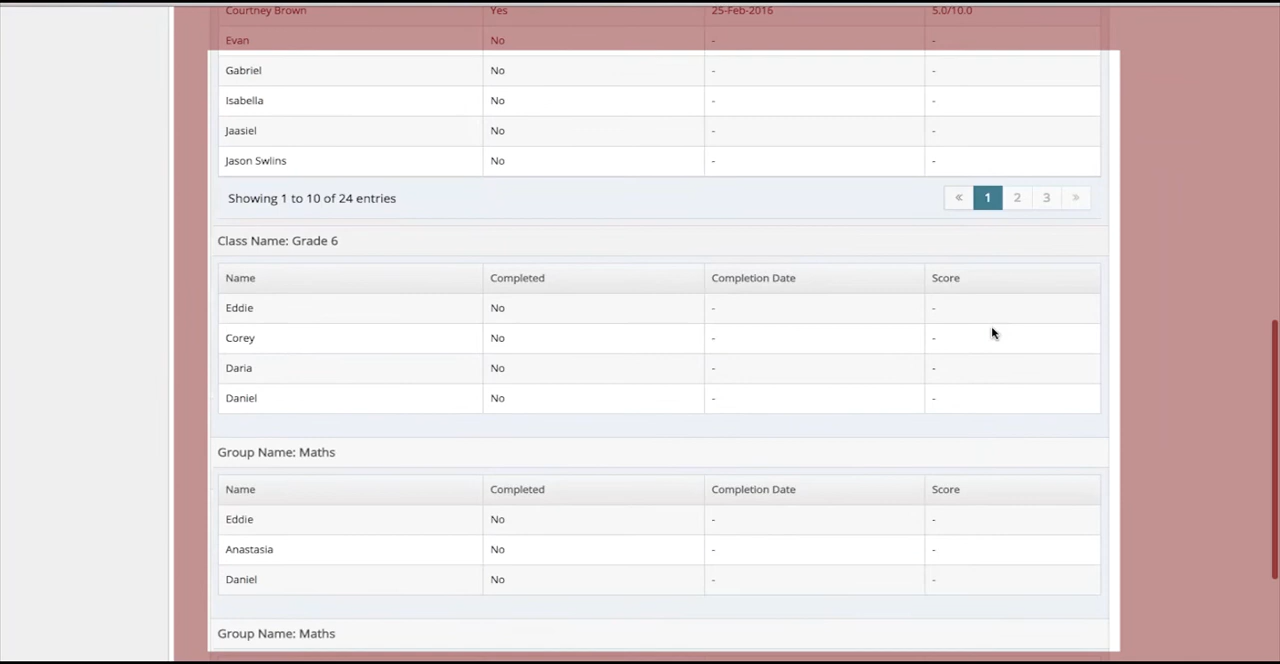 Courtney Brown Yes 25-Feb-2016 5.0/10.0
Evan No - -
Gabriel No - -
Isabella No - -
Jaasiel No - -
Jason Swlins No - -
Showing 1 to 10 of 24 entries « 1 2 3 »
Class Name: Grade 6
Name Completed Completion Date Score
Eddie No - -
Corey No - -
Daria No - -
Daniel No - -
Group Name: Maths
Name Completed Completion Date Score
Eddie No - -
Anastasia No - -
Daniel No - -
Group Name: Maths